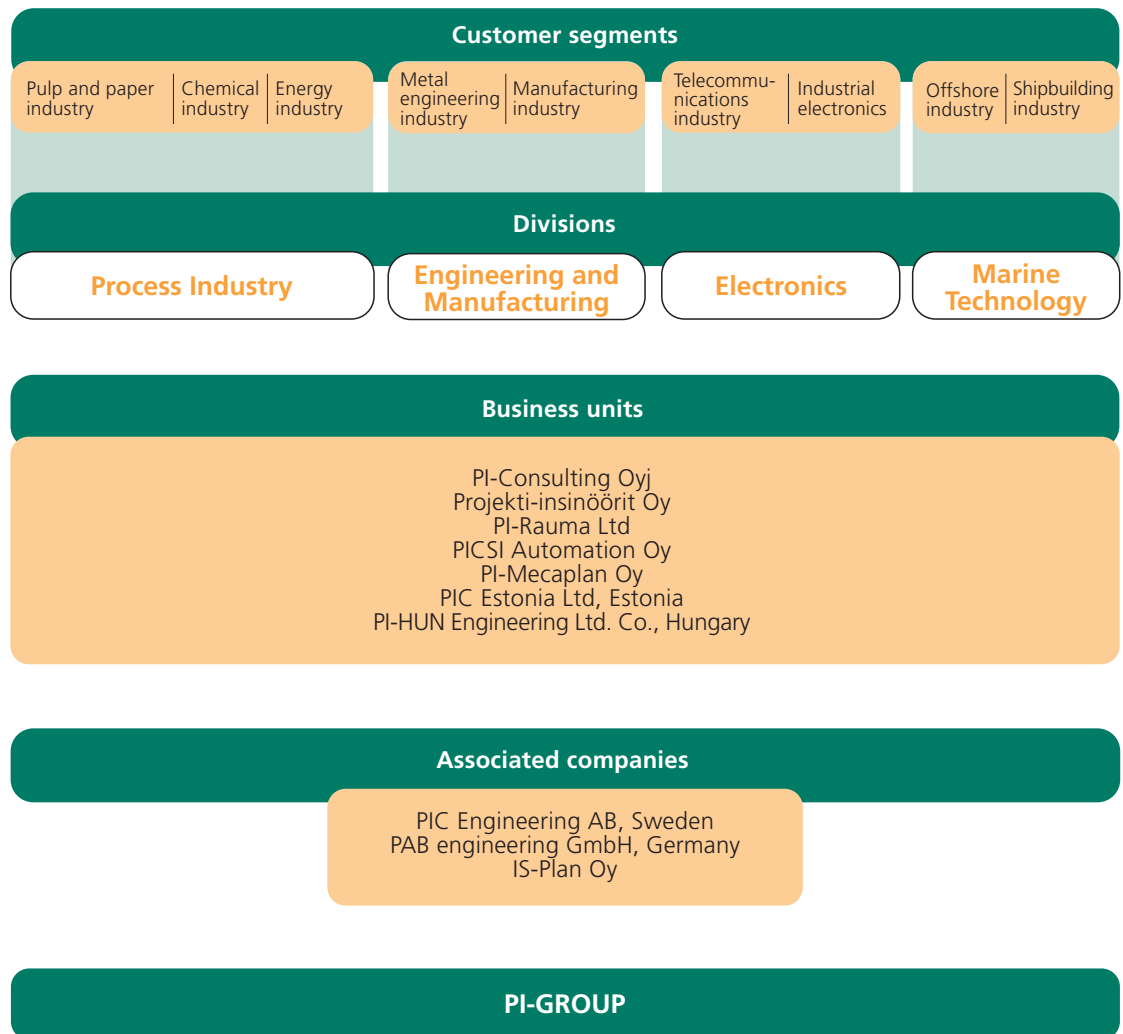 Customer segments
Pulp and paper
industry
Chemical
industry
Energy
industry
Metal
engineering
industry
Manufacturing
industry
Telecommu-
nications
industry
Industrial
electronics
Offshore
industry
Shipbuilding
industry
Divisions
Process Industry
Engineering and
Manufacturing
Electronics
Marine
Technology
Business units
PI-Consulting Oyj
Projekti-insinöörit Oy
PI-Rauma Ltd
PICSI Automation Oy
PI-Mecaplan Oy
PIC Estonia Ltd, Estonia
PI-HUN Engineering Ltd. Co., Hungary
Associated companies
PIC Engineering AB, Sweden
PAB engineering GmbH, Germany
IS-Plan Oy
PI-GROUP